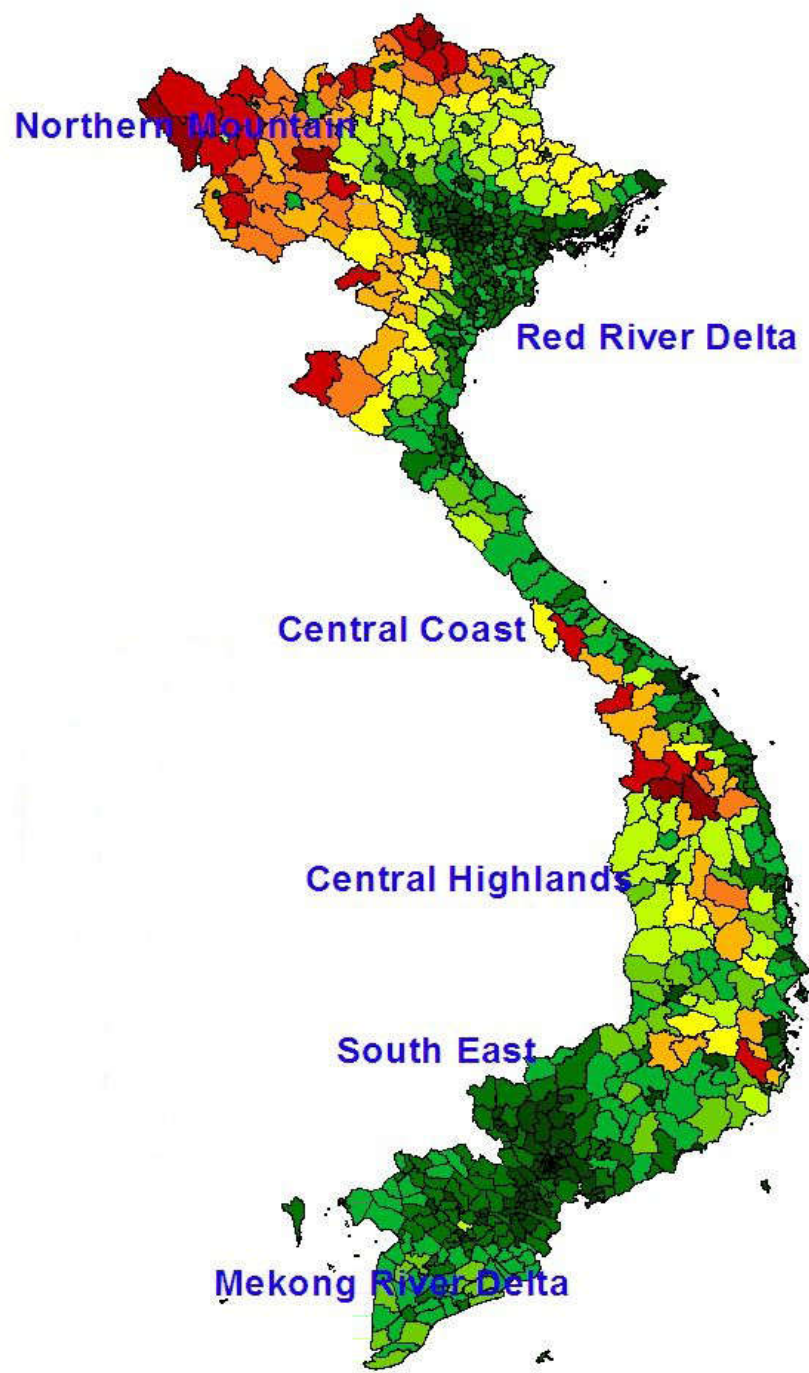 Northern Mountain
Red River Delta
Central Coast
Central Highlands
South East
Mekong River Delta